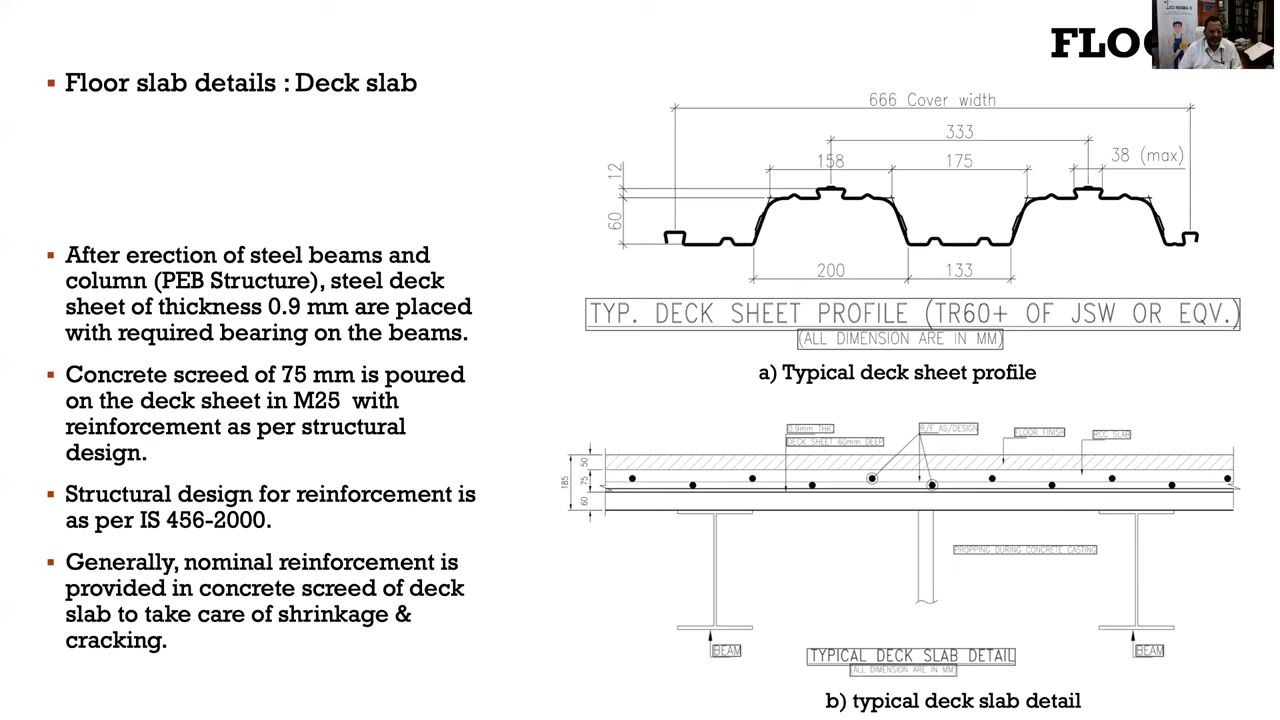 FLO
▪ Floor slab details : Deck slab
▪ After erection of steel beams and
column (PEB Structure), steel deck
sheet of thickness 0.9 mm are placed
with required bearing on the beams.
▪ Concrete screed of 75 mm is poured
on the deck sheet in M25 with
reinforcement as per structural
design.
▪ Structural design for reinforcement is
as per IS 456-2000.
▪ Generally, nominal reinforcement is
provided in concrete screed of deck
slab to take care of shrinkage &
cracking.
666 Cover width
333
158 175 38 (max)
12
60
200 133
TYP. DECK SHEET PROFILE (TR60+ OF JSW OR EQV.)
(ALL DIMENSION ARE IN MM)
a) Typical deck sheet profile
0.9mm THK
DECK SHEET 60mm DEEP
R/F AS/DESIGN
FLOOR FINISH
RCC SLAB
50
75
185
60
PROPPING DURING CONCRETE CASTING
BEAM BEAM
TYPICAL DECK SLAB DETAIL
(ALL DIMENSION ARE IN MM)
b) typical deck slab detail